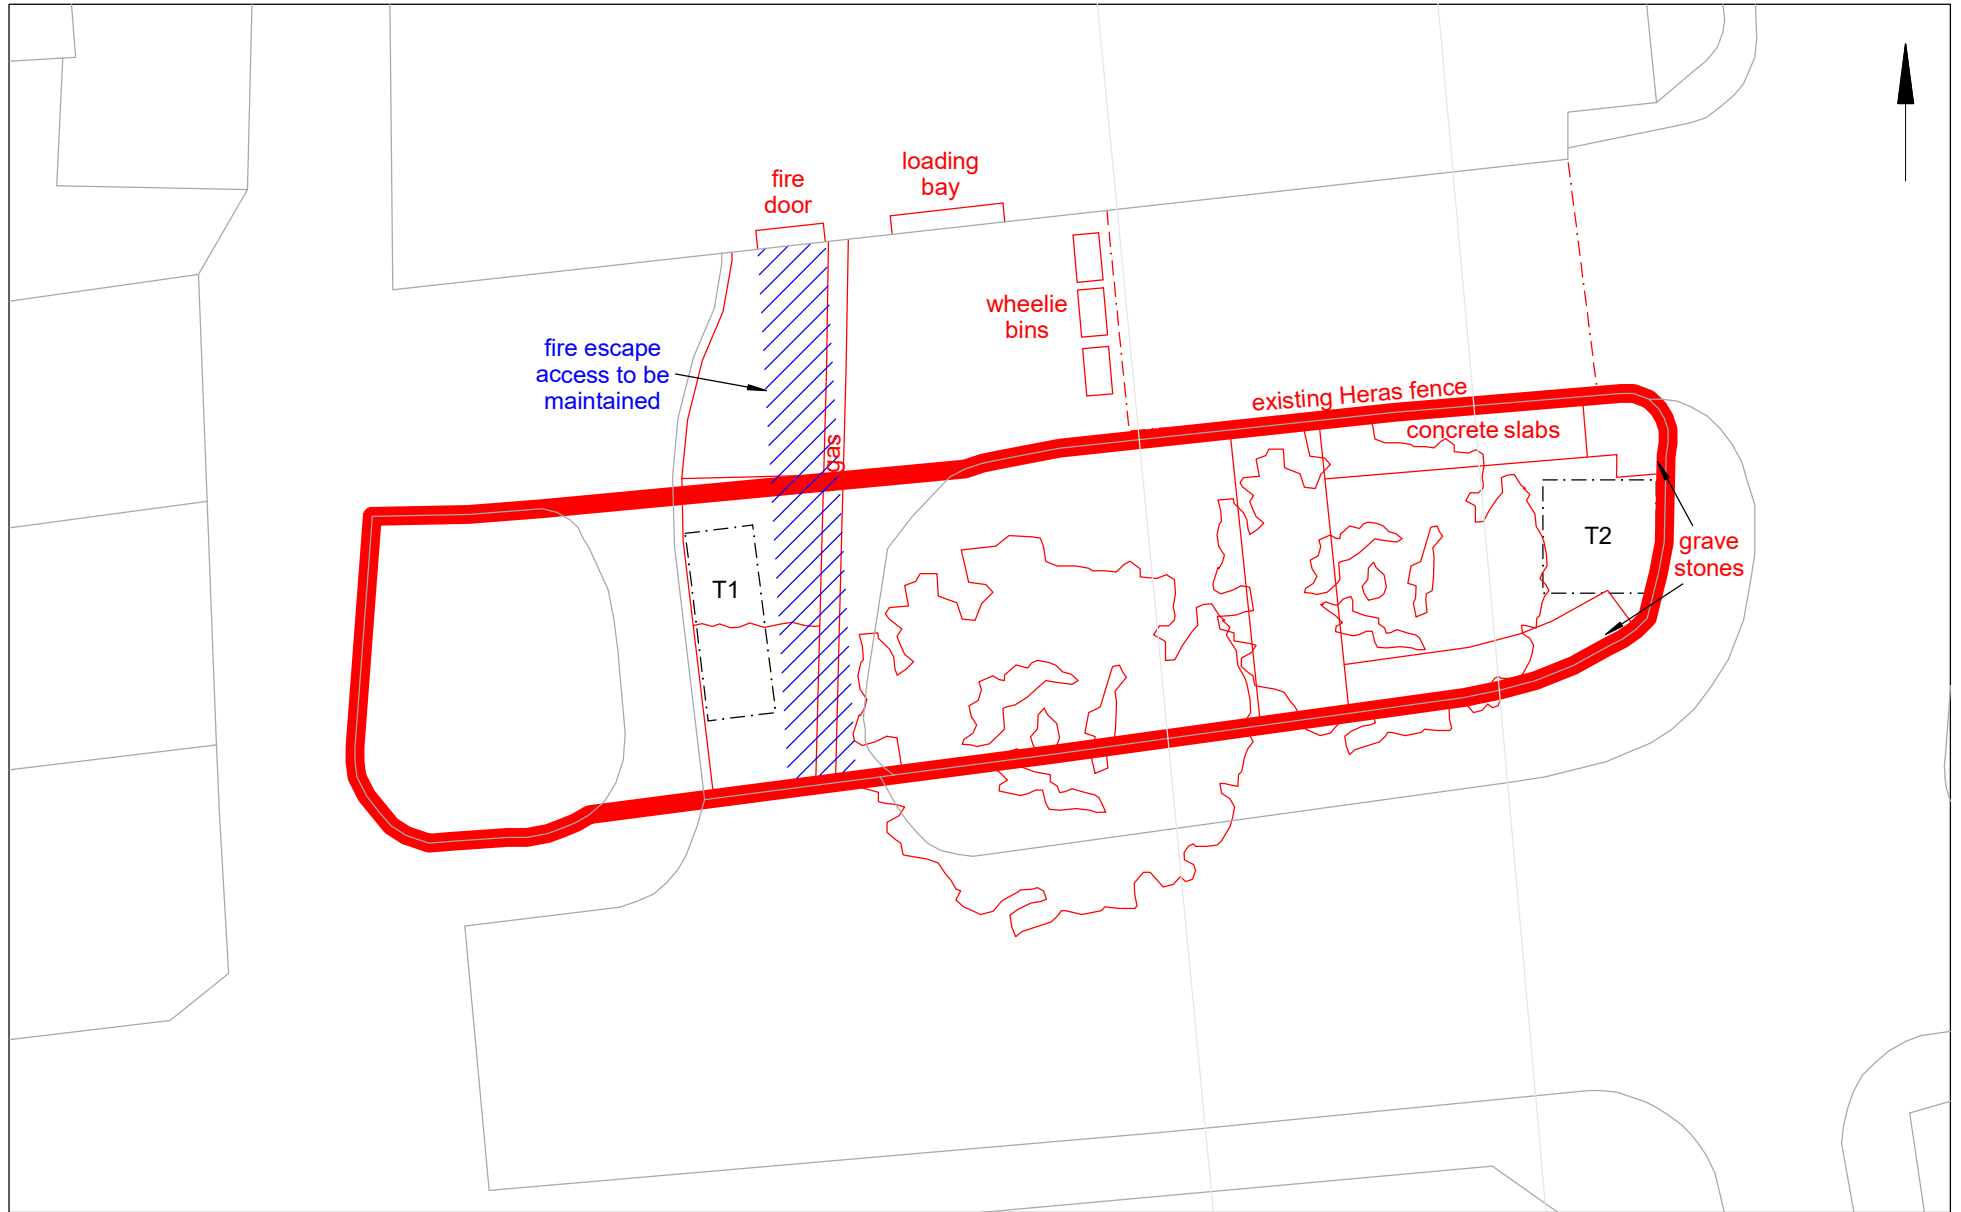 loading
bay
fire
door
wheelie
bins
fire escape
access to be
maintained
existing Heras fence
concrete slabs
gas
T2
grave
stones
T1